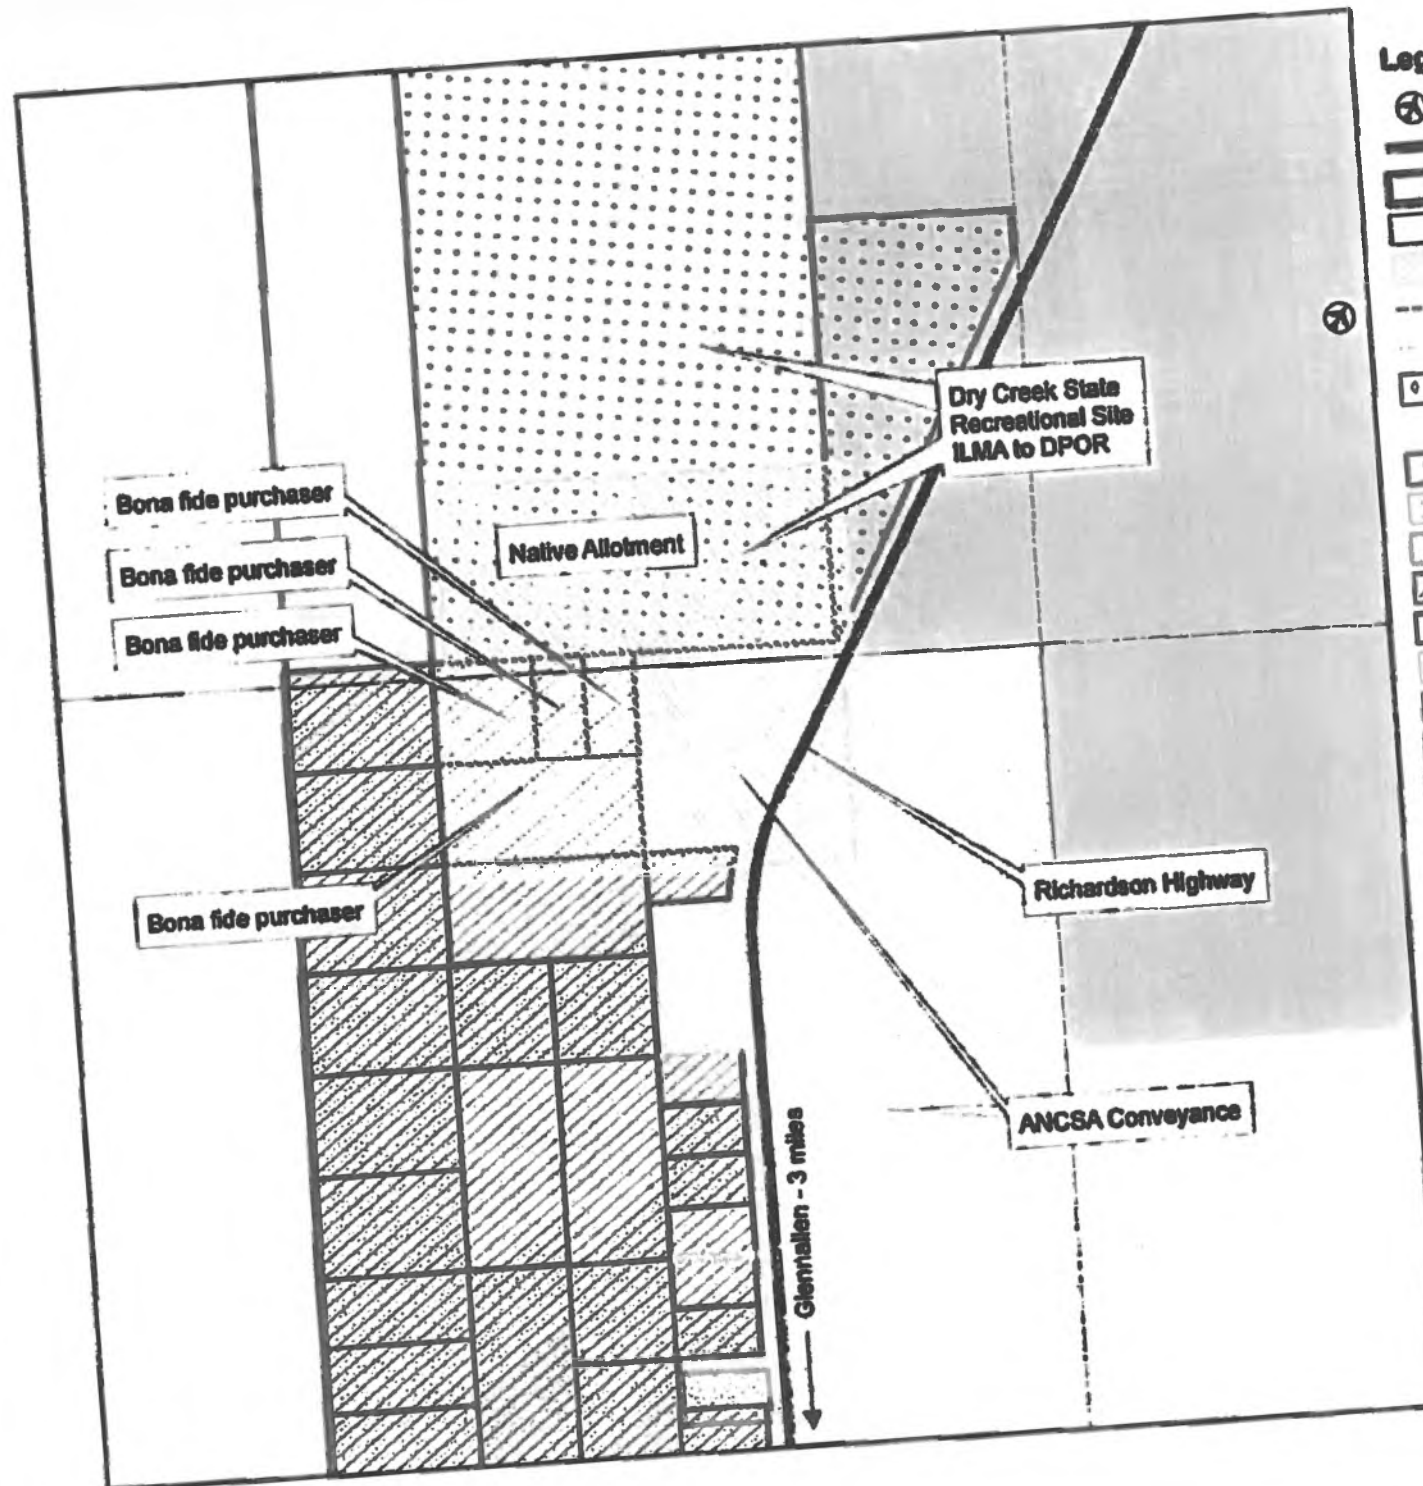 Leg
Dry Creek State
Recreational Site
ILMA to DPOR
Bona fide purchaser
Native Allotment
Bona fide purchaser
Bona fide purchaser
Richardson Highway
Bona fide purchaser
ANCSA Conveyance
Glennallen - 3 miles